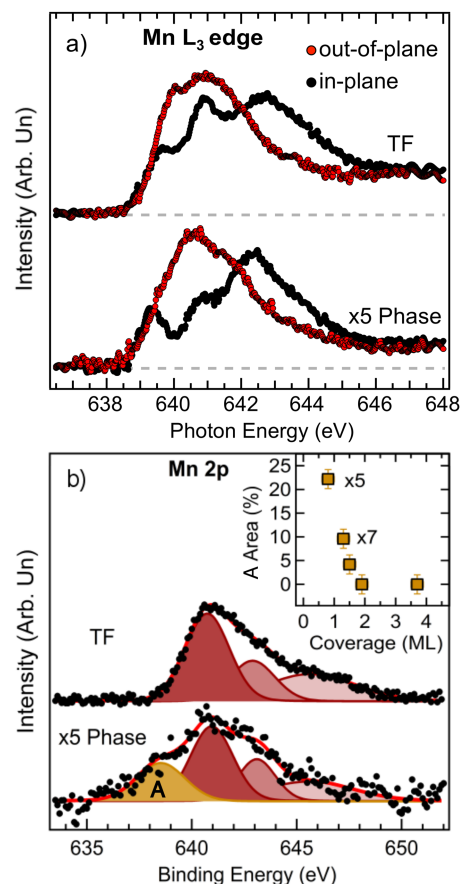 a)
Mn L₃ edge
out-of-plane
in-plane
TF
x5 Phase
Intensity (Arb. Un)
638 640 642 644 646 648
Photon Energy (eV)
b)
Mn 2p
25
20
15
10
5
0
A Area (%)
x5
x7
0 1 2 3 4
Coverage (ML)
TF
x5 Phase
A
Intensity (Arb. Un)
635 640 645 650
Binding Energy (eV)